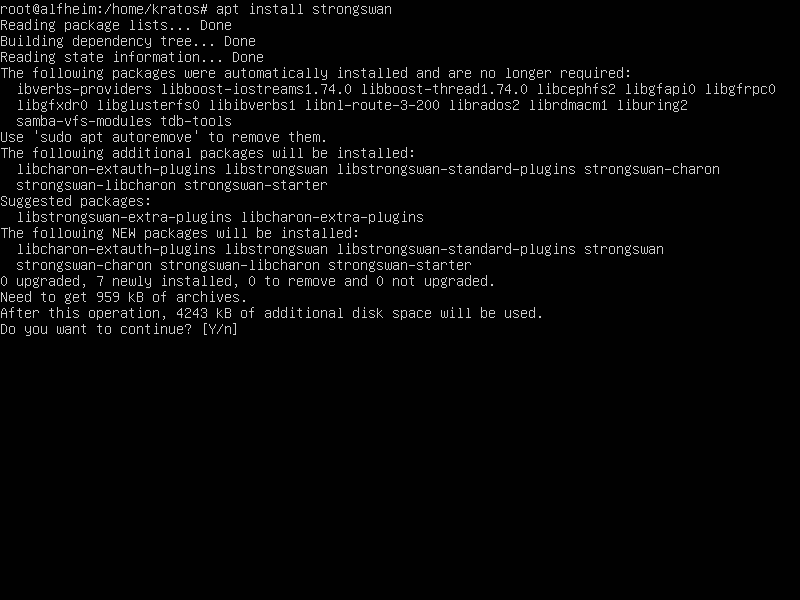 root@alfheim:/home/kratos# apt install strongswan
Reading package lists... Done
Building dependency tree... Done
Reading state information... Done
The following packages were automatically installed and are no longer required:
  ibverbs-providers libboost-iostreams1.74.0 libboost-thread1.74.0 libcephfs2 libgfapi0 libgfrpc0
  libgfxdr0 libglusterfs0 libibverbs1 libnl-route-3-200 librados2 librdmacm1 liburing2
  samba-vfs-modules tdb-tools
Use 'sudo apt autoremove' to remove them.
The following additional packages will be installed:
  libcharon-extauth-plugins libstrongswan libstrongswan-standard-plugins strongswan-charon
  strongswan-libcharon strongswan-starter
Suggested packages:
  libstrongswan-extra-plugins libcharon-extra-plugins
The following NEW packages will be installed:
  libcharon-extauth-plugins libstrongswan libstrongswan-standard-plugins strongswan
  strongswan-charon strongswan-libcharon strongswan-starter
0 upgraded, 7 newly installed, 0 to remove and 0 not upgraded.
Need to get 959 kB of archives.
After this operation, 4243 kB of additional disk space will be used.
Do you want to continue? [Y/n]